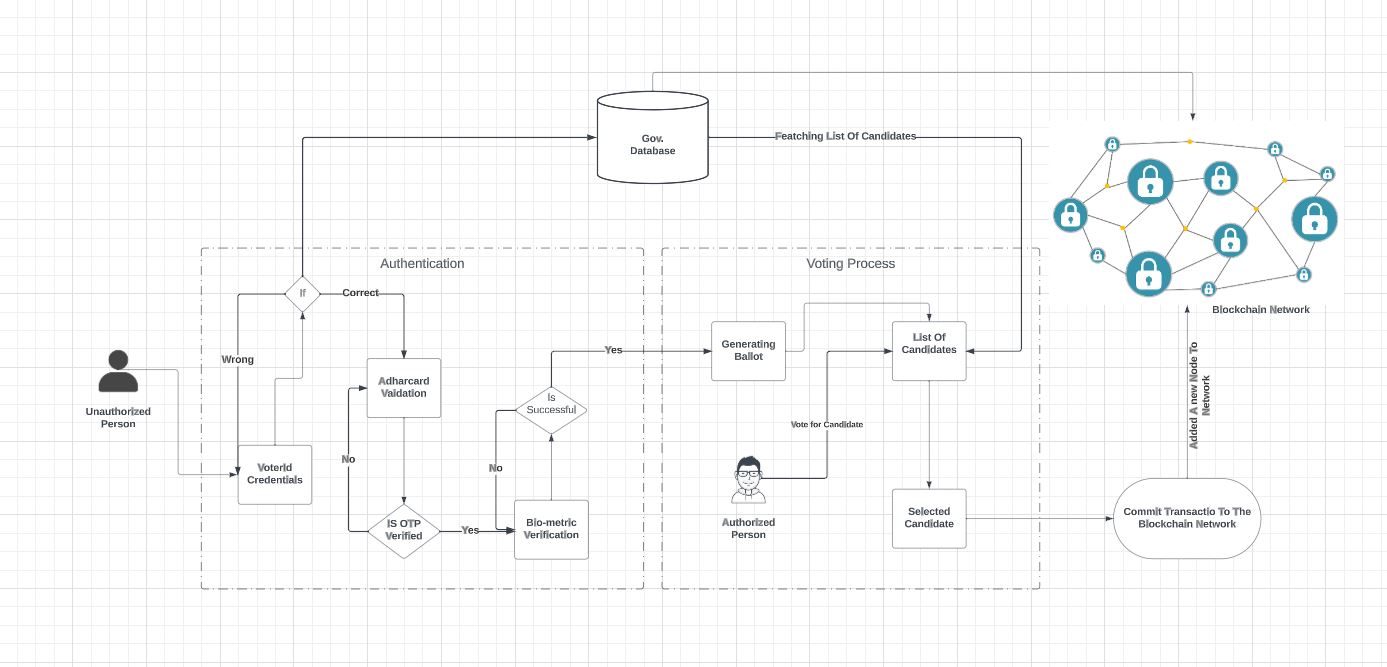 Gov.
Database
Featching List Of Candidates
Authentication
Voting Process
If
Correct
Wrong
Unauthorized
Person
VoterId
Credentials
Adharcard
Vaidation
No
IS OTP
Verified
Yes
Is
Successful
No
Bio-metric
Verification
Yes
Generating
Ballot
List Of
Candidates
Vote for Candidate
Authorized
Person
Selected
Candidate
Blockchain Network
Added A new Node To
Network
Commit Transactio To The
Blockchain Network